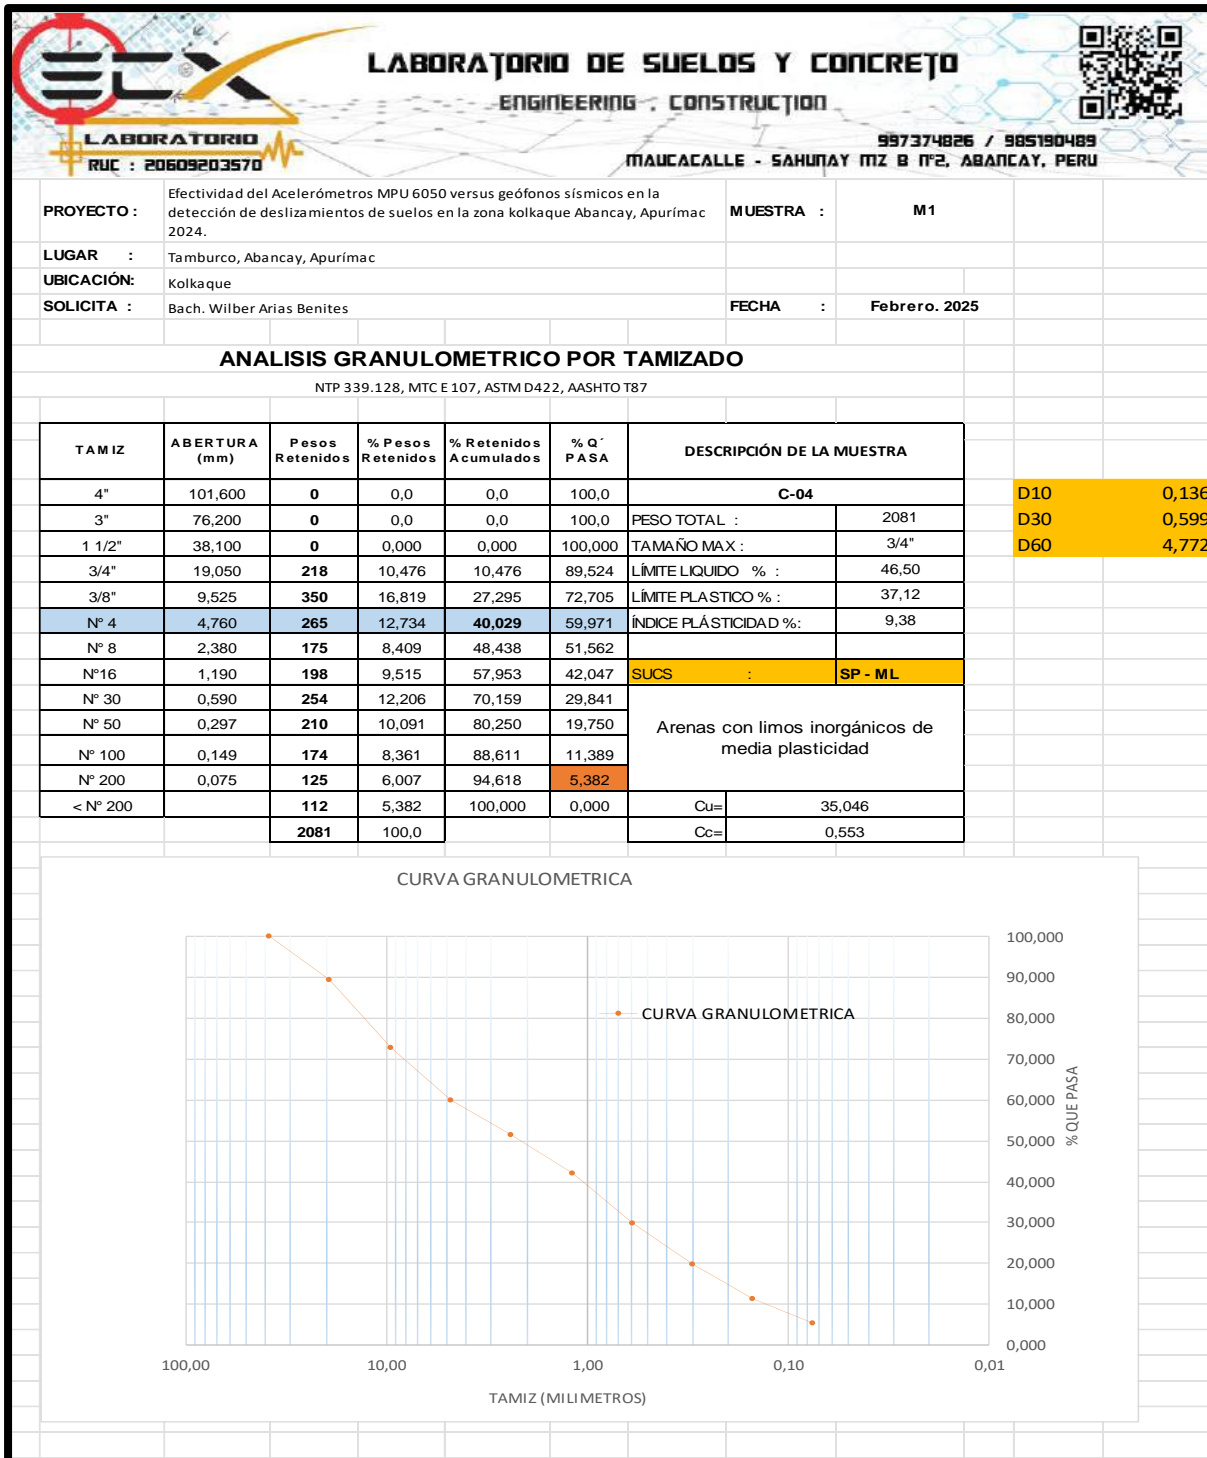 ECX
LABORATORIO
RUC : 20609203570
LABORATORIO DE SUELOS Y CONCRETO
ENGINEERING , CONSTRUCTION
997374826 / 985190489
MAUCACALLE - SAHUNAY MZ B N°2, ABANCAY, PERU
PROYECTO :
Efectividad del Acelerómetros MPU 6050 versus geófonos sísmicos en la
detección de deslizamientos de suelos en la zona kolkaque Abancay, Apurímac
2024.
MUESTRA : M1
LUGAR : Tamburco, Abancay, Apurímac
UBICACIÓN: Kolkaque
SOLICITA : Bach. Wilber Arias Benites FECHA : Febrero. 2025
ANALISIS GRANULOMETRICO POR TAMIZADO
NTP 339.128, MTC E 107, ASTM D422, AASHTO T87
TAMIZ ABERTURA (mm) Pesos Retenidos % Pesos Retenidos % Retenidos Acumulados % Q´ PASA DESCRIPCIÓN DE LA MUESTRA
4" 101,600 0 0,0 0,0 100,0 C-04 D10 0,136
3" 76,200 0 0,0 0,0 100,0 PESO TOTAL : 2081 D30 0,599
1 1/2" 38,100 0 0,000 0,000 100,000 TAMAÑO MAX : 3/4" D60 4,772
3/4" 19,050 218 10,476 10,476 89,524 LÍMITE LIQUIDO % : 46,50
3/8" 9,525 350 16,819 27,295 72,705 LÍMITE PLASTICO % : 37,12
N° 4 4,760 265 12,734 40,029 59,971 ÍNDICE PLÁSTICIDAD %: 9,38
N° 8 2,380 175 8,409 48,438 51,562
N°16 1,190 198 9,515 57,953 42,047 SUCS : SP - ML
N° 30 0,590 254 12,206 70,159 29,841
N° 50 0,297 210 10,091 80,250 19,750 Arenas con limos inorgánicos de
N° 100 0,149 174 8,361 88,611 11,389 media plasticidad
N° 200 0,075 125 6,007 94,618 5,382
< N° 200 112 5,382 100,000 0,000 Cu= 35,046
2081 100,0 Cc= 0,553
CURVA GRANULOMETRICA
100,000
90,000
CURVA GRANULOMETRICA
80,000
70,000
60,000
% QUE PASA
50,000
40,000
30,000
20,000
10,000
0,000
100,00 10,00 1,00 0,10 0,01
TAMIZ (MILIMETROS)